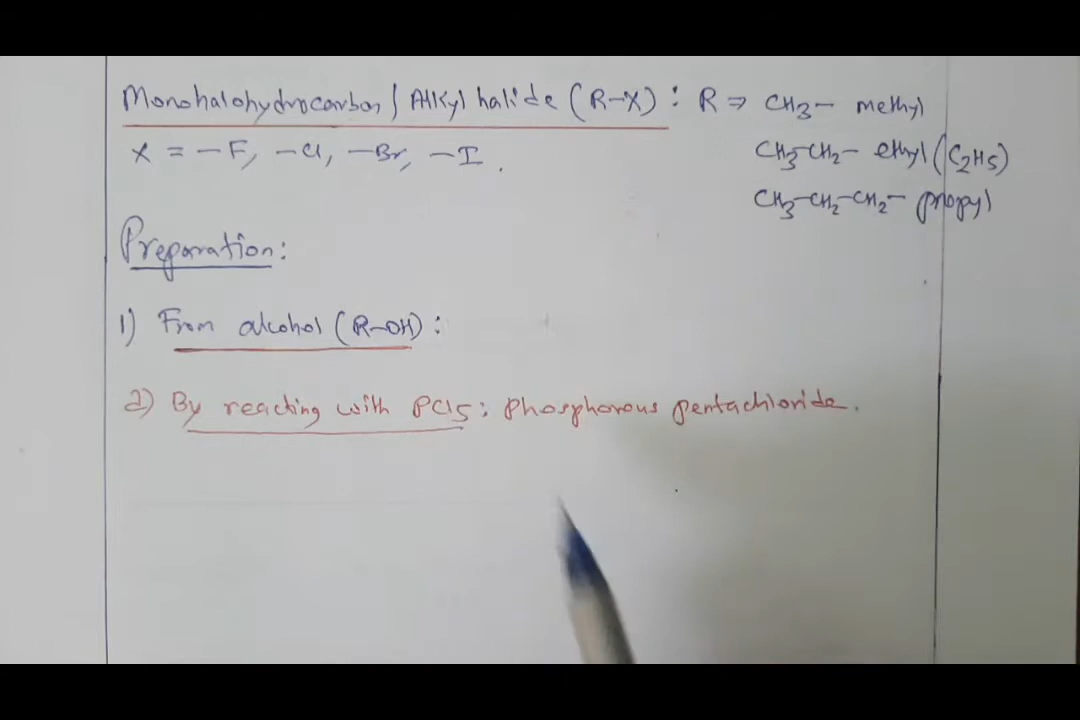 Monohalohydrocarbon / Alkyl halide (R-X) : R ⇒ CH3- methyl
X = -F, -Cl, -Br, -I.
CH3-CH2- ethyl (C2H5)
CH3-CH2-CH2- propyl
Preparation:
1) From alcohol (R-OH) :
a) By reacting with PCl5 : phosphorous pentachloride.